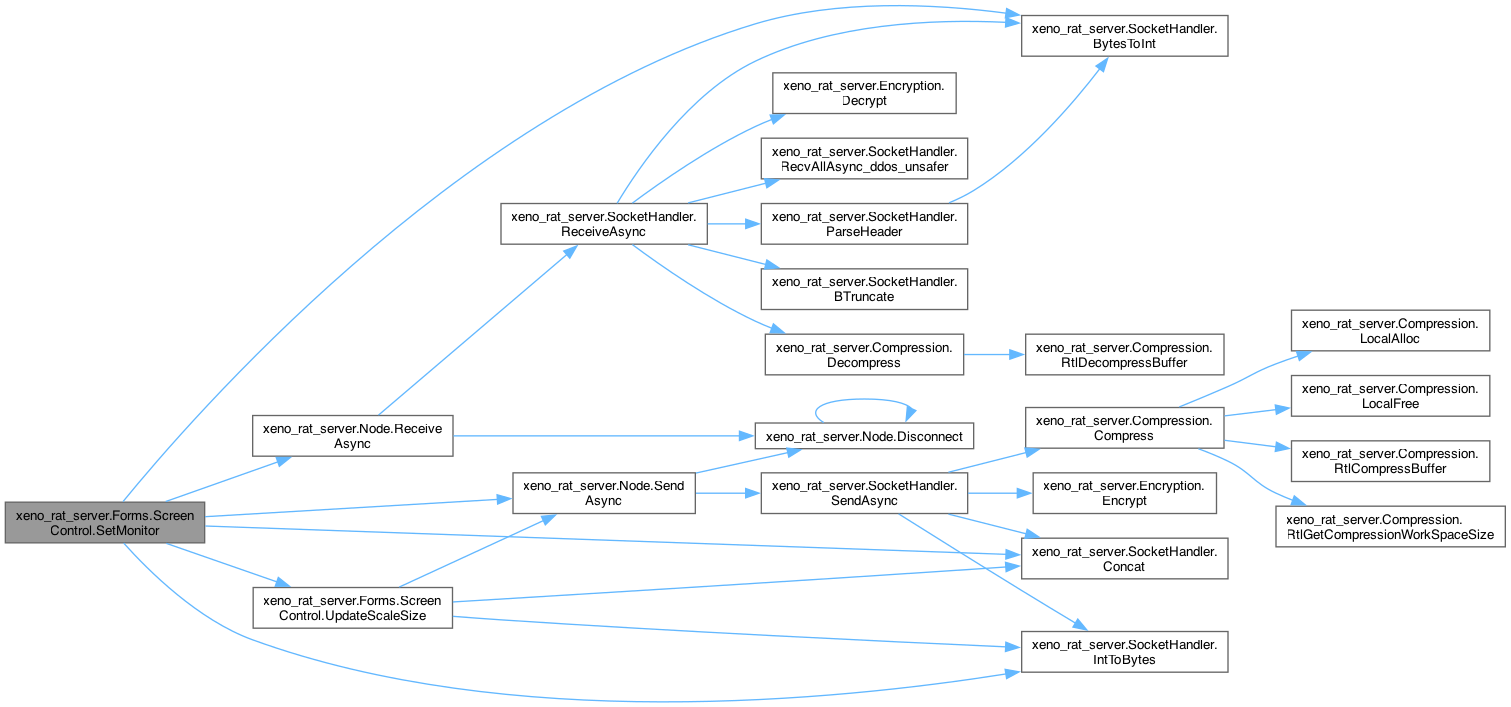 xeno_rat_server.SocketHandler.
BytesToInt
xeno_rat_server.Encryption.
Decrypt
xeno_rat_server.SocketHandler.
RecvAllAsync_ddos_unsafer
xeno_rat_server.SocketHandler.
ReceiveAsync
xeno_rat_server.SocketHandler.
ParseHeader
xeno_rat_server.SocketHandler.
BTruncate
xeno_rat_server.Compression.
Decompress
xeno_rat_server.Compression.
RtlDecompressBuffer
xeno_rat_server.Compression.
LocalAlloc
xeno_rat_server.Compression.
LocalFree
xeno_rat_server.Node.Receive
Async
xeno_rat_server.Node.Disconnect
xeno_rat_server.Compression.
Compress
xeno_rat_server.Compression.
RtlCompressBuffer
xeno_rat_server.Node.Send
Async
xeno_rat_server.SocketHandler.
SendAsync
xeno_rat_server.Encryption.
Encrypt
xeno_rat_server.Compression.
RtlGetCompressionWorkSpaceSize
xeno_rat_server.Forms.Screen
Control.SetMonitor
xeno_rat_server.SocketHandler.
Concat
xeno_rat_server.Forms.Screen
Control.UpdateScaleSize
xeno_rat_server.SocketHandler.
IntToBytes